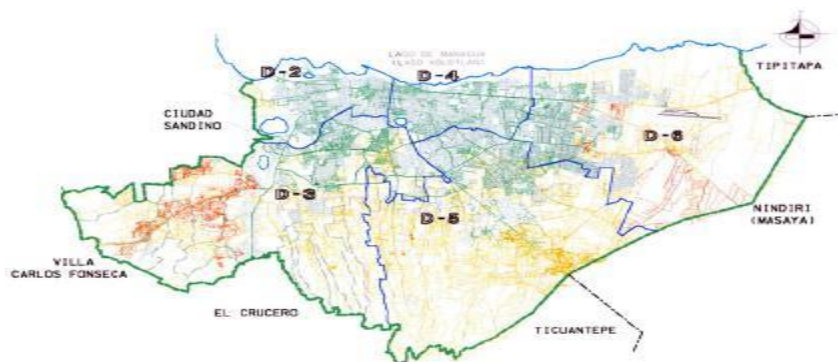 LAGO DE MANAGUA
D-2
D-4
TIPITAPA
CIUDAD
SANDINO
D-6
D-3
D-5
NINDIRI
(MASAYA)
VILLA
CARLOS FONSECA
EL CRUCERO
TICUANTEPE